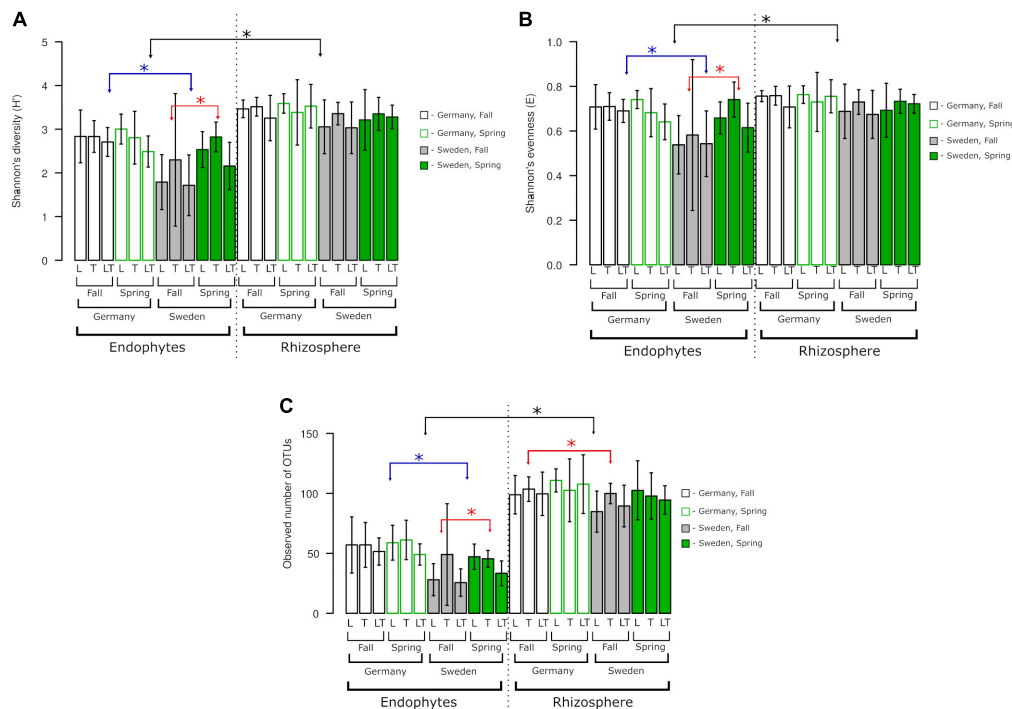 A
*
5
4
3
2
1
0
Shannon's diversity (H')
*
*
- Germany, Fall
- Germany, Spring
- Sweden, Fall
- Sweden, Spring
L T LT L T LT L T LT L T LT L T LT L T LT L T LT L T LT
Fall Spring Fall Spring Fall Spring Fall Spring
Germany Sweden Germany Sweden
Endophytes Rhizosphere
B
*
1.0
0.8
0.6
0.4
0.2
0.0
Shannon's evenness (E)
*
*
- Germany, Fall
- Germany, Spring
- Sweden, Fall
- Sweden, Spring
L T LT L T LT L T LT L T LT L T LT L T LT L T LT L T LT
Fall Spring Fall Spring Fall Spring Fall Spring
Germany Sweden Germany Sweden
Endophytes Rhizosphere
C
*
150
100
50
0
Observed number of OTUs
*
*
*
- Germany, Fall
- Germany, Spring
- Sweden, Fall
- Sweden, Spring
L T LT L T LT L T LT L T LT L T LT L T LT L T LT L T LT
Fall Spring Fall Spring Fall Spring Fall Spring
Germany Sweden Germany Sweden
Endophytes Rhizosphere